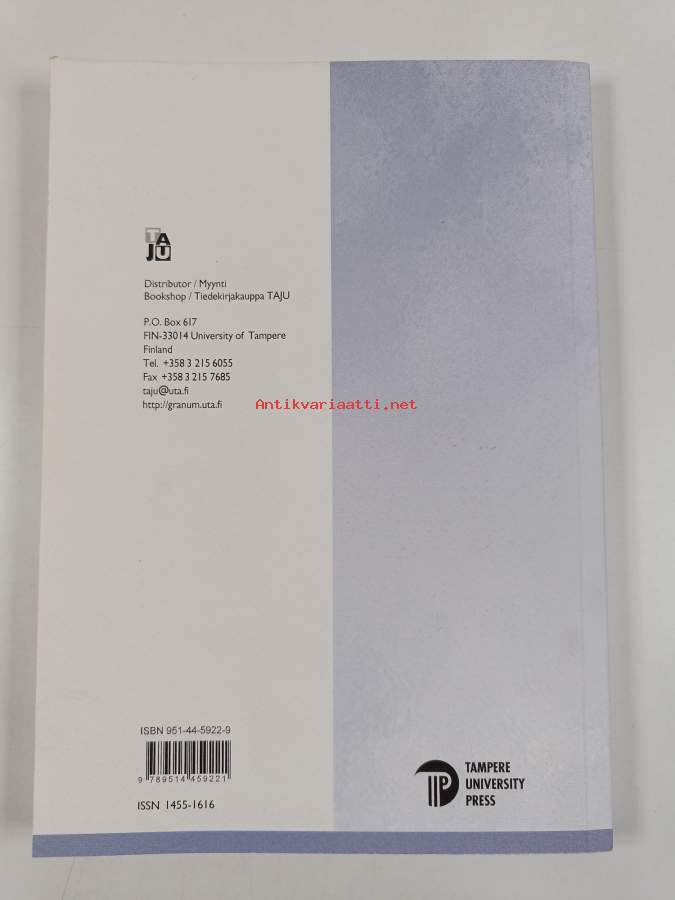 TA
JU
Distributor / Myynti
Bookshop / Tiedekirjakauppa TAJU
P.O. Box 617
FIN-33014 University of Tampere
Finland
Tel. +358 3 215 6055
Fax +358 3 215 7685
taju@uta.fi
http://granum.uta.fi
Antikvariaatti.net
ISBN 951-44-5922-9
9 789514 459221
ISSN 1455-1616
TAMPERE
UNIVERSITY
PRESS